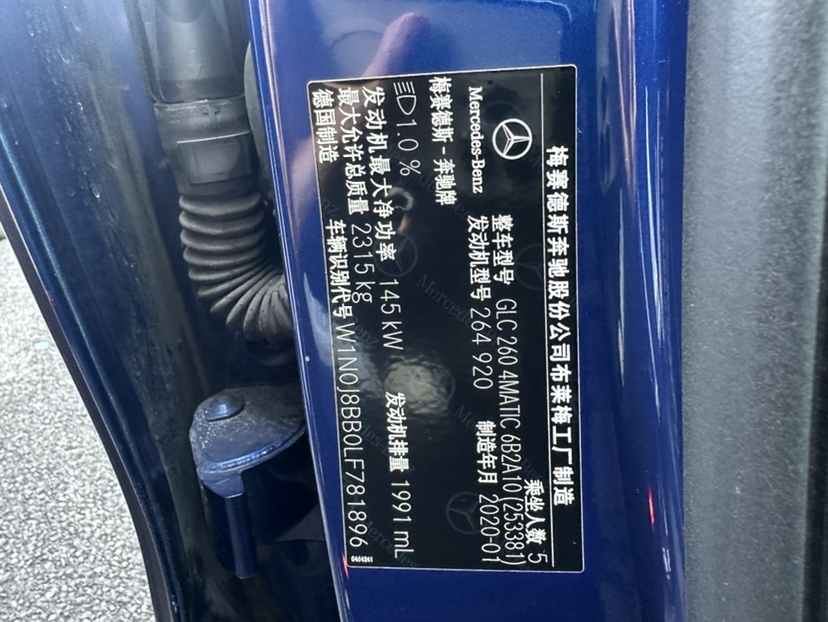 梅赛德斯奔驰股份公司布莱梅工厂制造
Mercedes-Benz
整车型号 GLC 260 4MATIC 6B2A10(253381)
乘坐人数 5
发动机型号 264 920
制造年月 2020-01
梅赛德斯-奔驰牌
1.0 %
发动机最大净功率 145 kW
发动机排量 1991 mL
最大允许总质量 2315 kg
德国制造
车辆识别代号 W1N0J8BB0LF781896